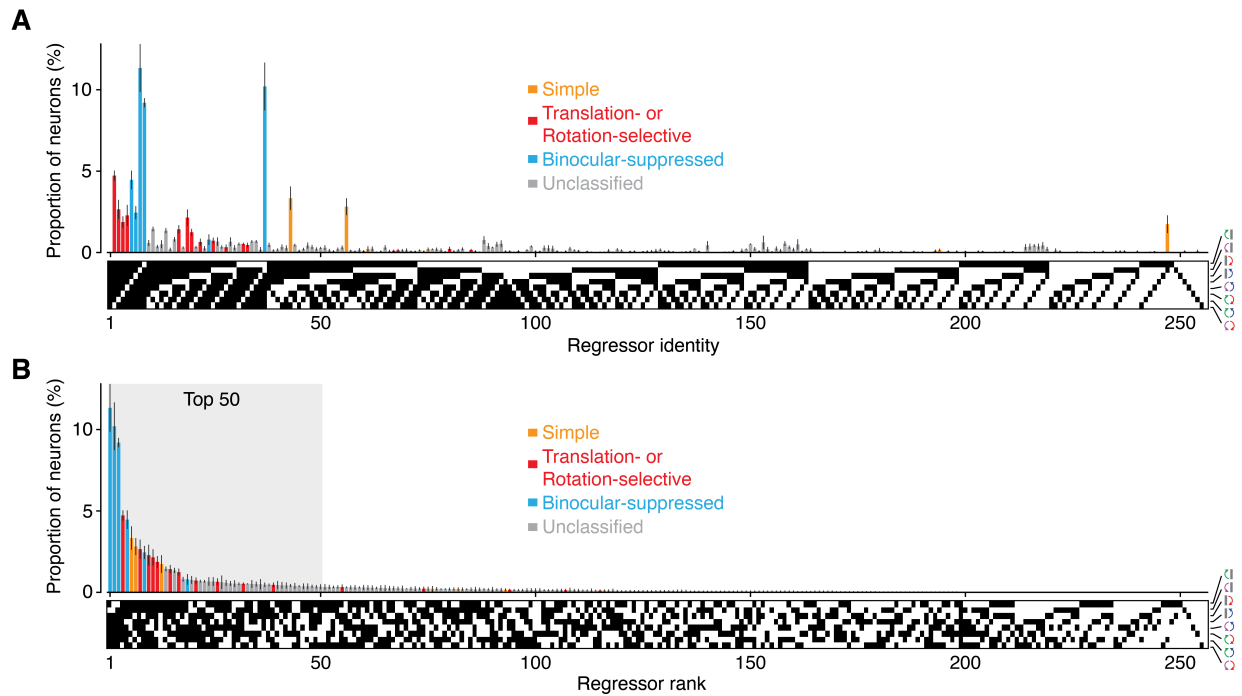 A
Proportion of neurons (%)
10
5
0
Simple
Translation- or
Rotation-selective
Binocular-suppressed
Unclassified
1
50
100
150
200
250
Regressor identity
B
Proportion of neurons (%)
10
5
0
Top 50
Simple
Translation- or
Rotation-selective
Binocular-suppressed
Unclassified
1
50
100
150
200
250
Regressor rank